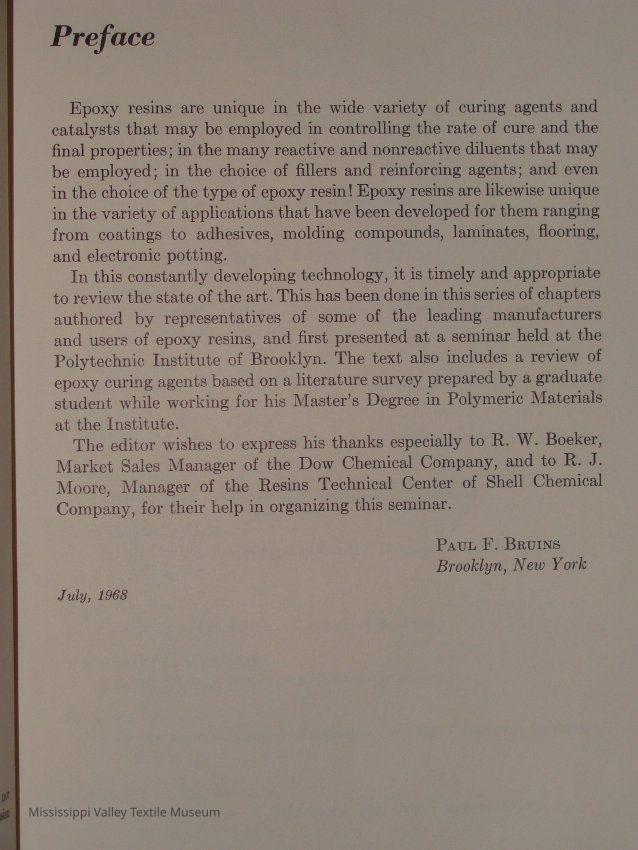 Preface
Epoxy resins are unique in the wide variety of curing agents and
catalysts that may be employed in controlling the rate of cure and the
final properties; in the many reactive and nonreactive diluents that may
be employed; in the choice of fillers and reinforcing agents; and even
in the choice of the type of epoxy resin! Epoxy resins are likewise unique
in the variety of applications that have been developed for them ranging
from coatings to adhesives, molding compounds, laminates, flooring,
and electronic potting.
In this constantly developing technology, it is timely and appropriate
to review the state of the art. This has been done in this series of chapters
authored by representatives of some of the leading manufacturers
and users of epoxy resins, and first presented at a seminar held at the
Polytechnic Institute of Brooklyn. The text also includes a review of
epoxy curing agents based on a literature survey prepared by a graduate
student while working for his Master's Degree in Polymeric Materials
at the Institute.
The editor wishes to express his thanks especially to R. W. Boeker,
Market Sales Manager of the Dow Chemical Company, and to R. J.
Moore, Manager of the Resins Technical Center of Shell Chemical
Company, for their help in organizing this seminar.
PAUL F. BRUINS
Brooklyn, New York
July, 1968
Mississippi Valley Textile Museum